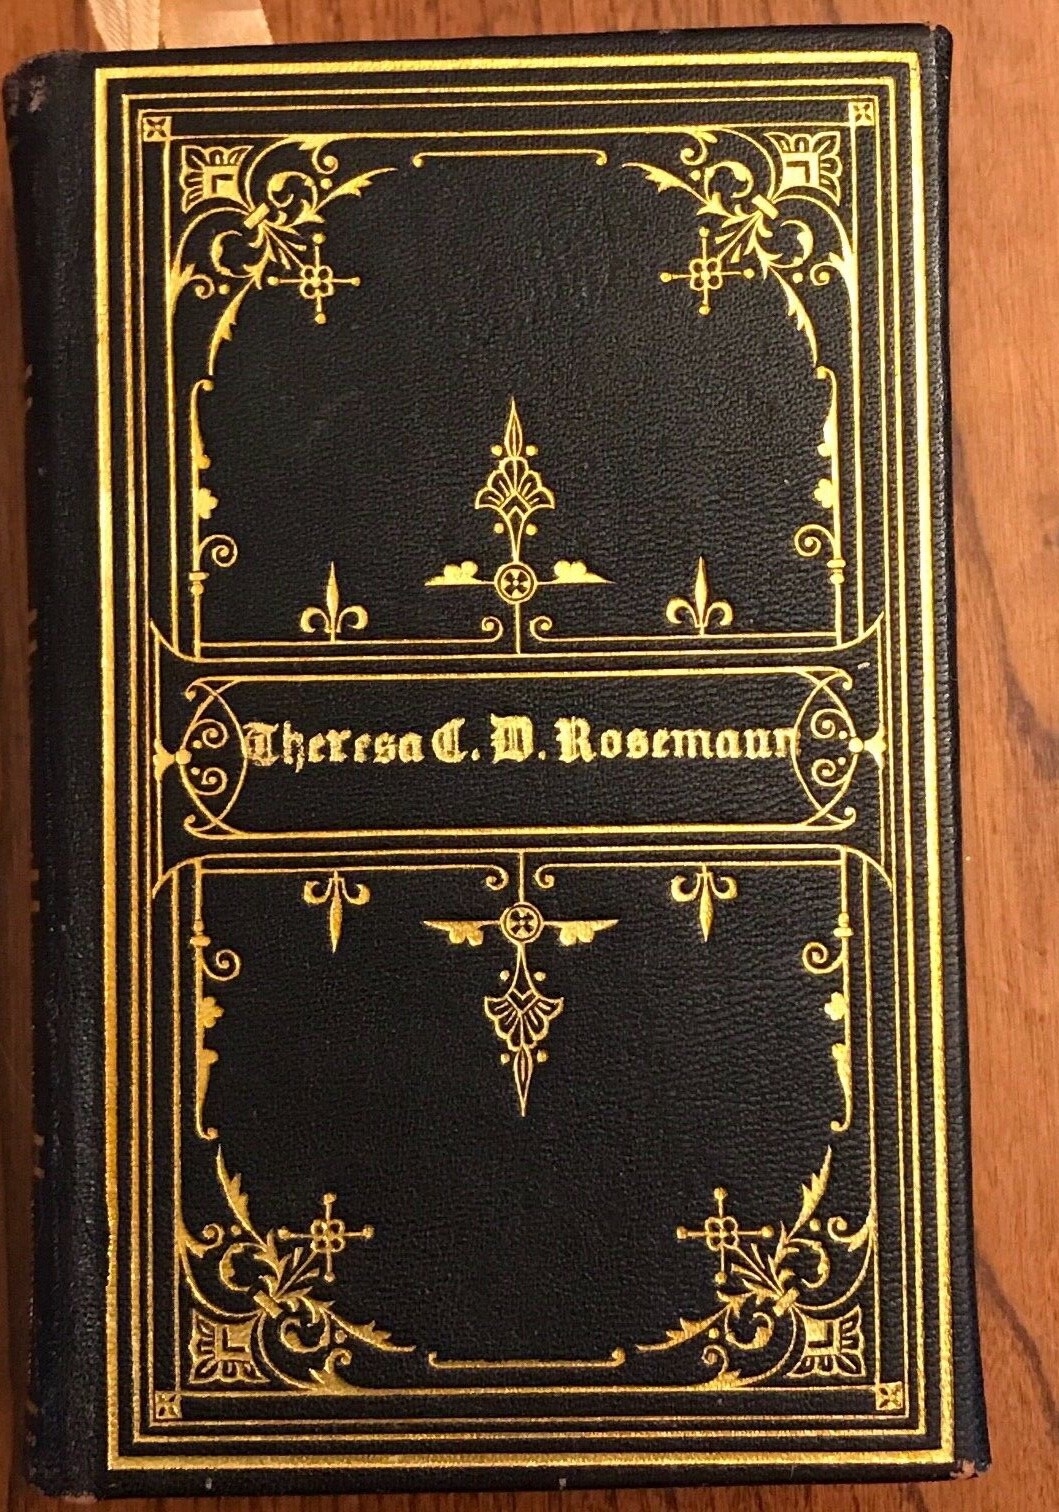 Theresa C. D. Rosemann